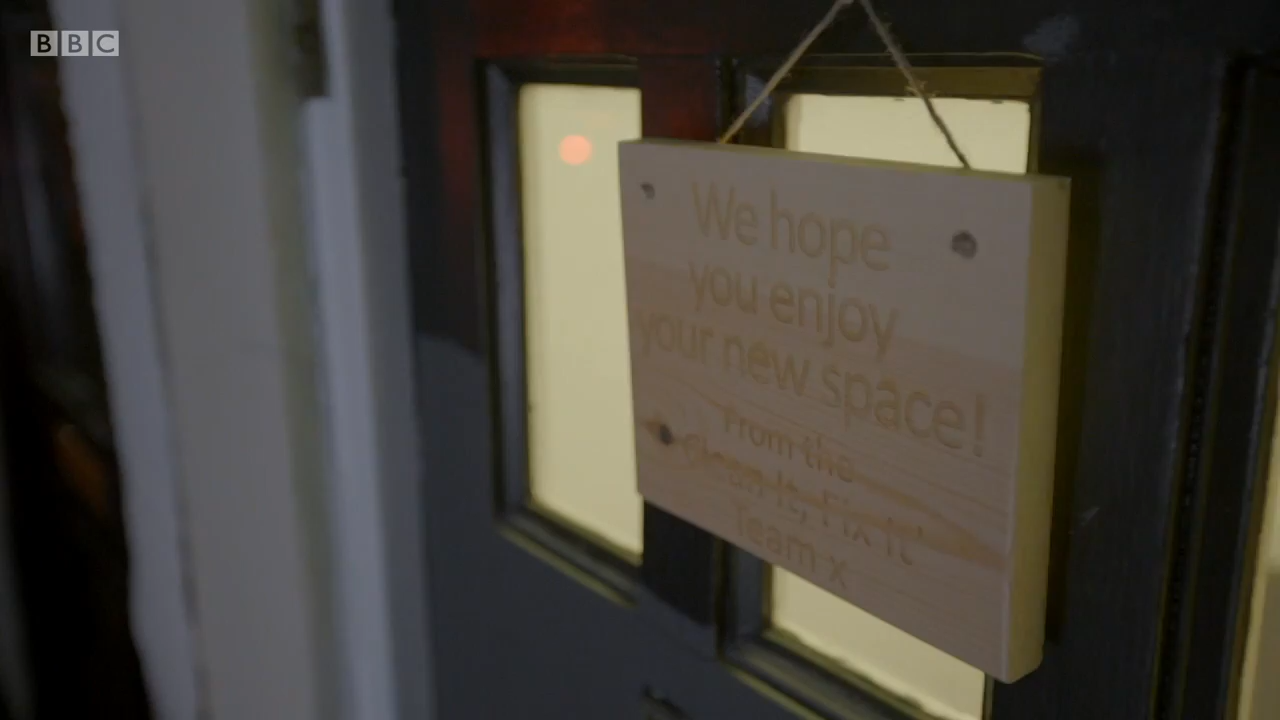 BBC
We hope
you enjoy
your new space!
From the
'Clean It, Fix It'
Team x